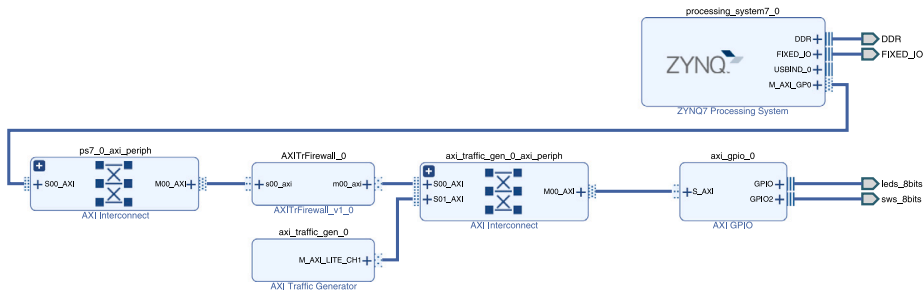 processing_system7_0
DDR
FIXED_IO
USBIND_0
M_AXI_GP0
ZYNQ
ZYNQ7 Processing System
DDR
FIXED_IO
ps7_0_axi_periph
S00_AXI
M00_AXI
AXI Interconnect
AXITrFirewall_0
s00_axi
m00_axi
AXITrFirewall_v1_0
axi_traffic_gen_0_axi_periph
S00_AXI
S01_AXI
M00_AXI
AXI Interconnect
axi_gpio_0
S_AXI
GPIO
GPIO2
AXI GPIO
leds_8bits
sws_8bits
axi_traffic_gen_0
M_AXI_LITE_CH1
AXI Traffic Generator